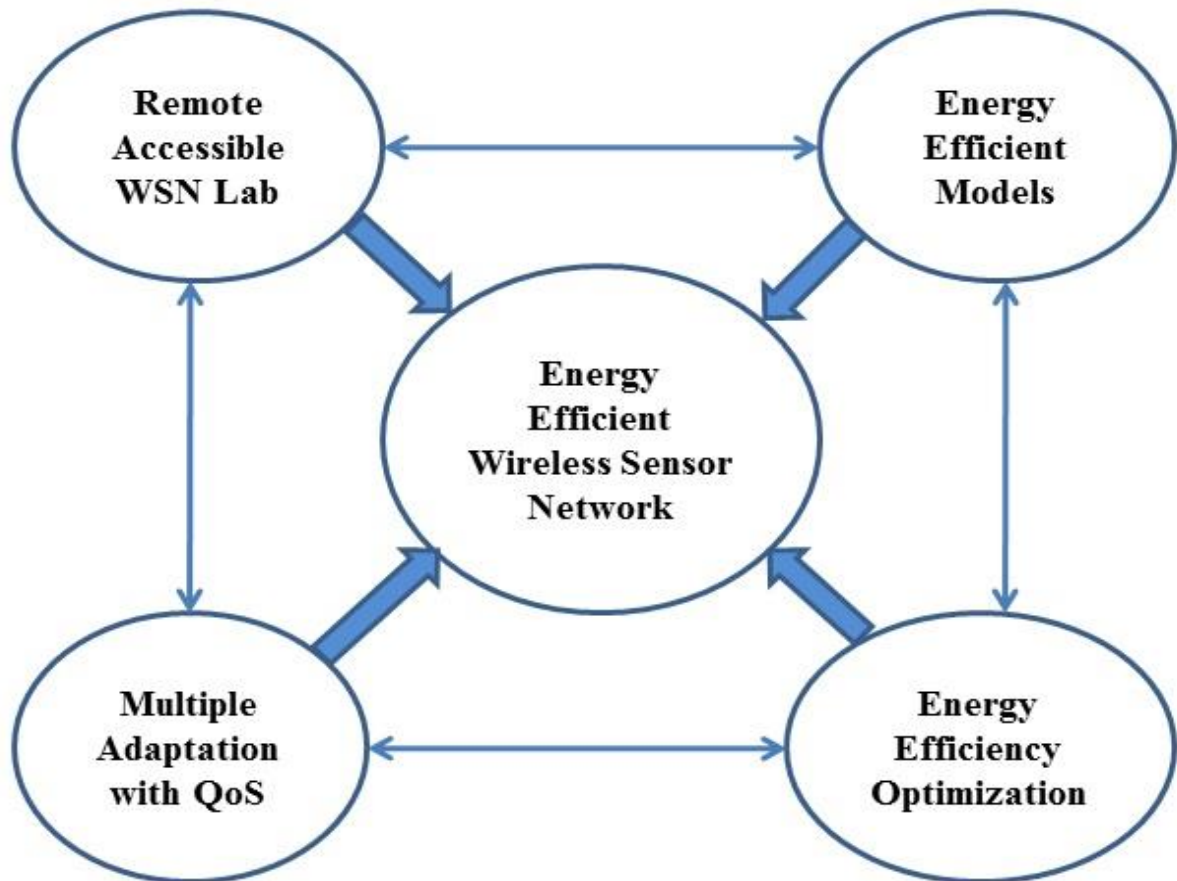 Remote
Accessible
WSN Lab
Energy
Efficient
Models
Energy
Efficient
Wireless Sensor
Network
Multiple
Adaptation
with QoS
Energy
Efficiency
Optimization